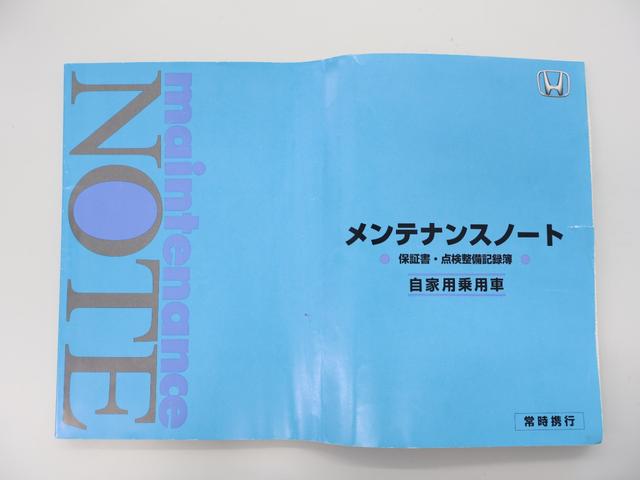 maintenance
NOTE
メンテナンスノート
保証書・点検整備記録簿
自家用乗用車
常時携行